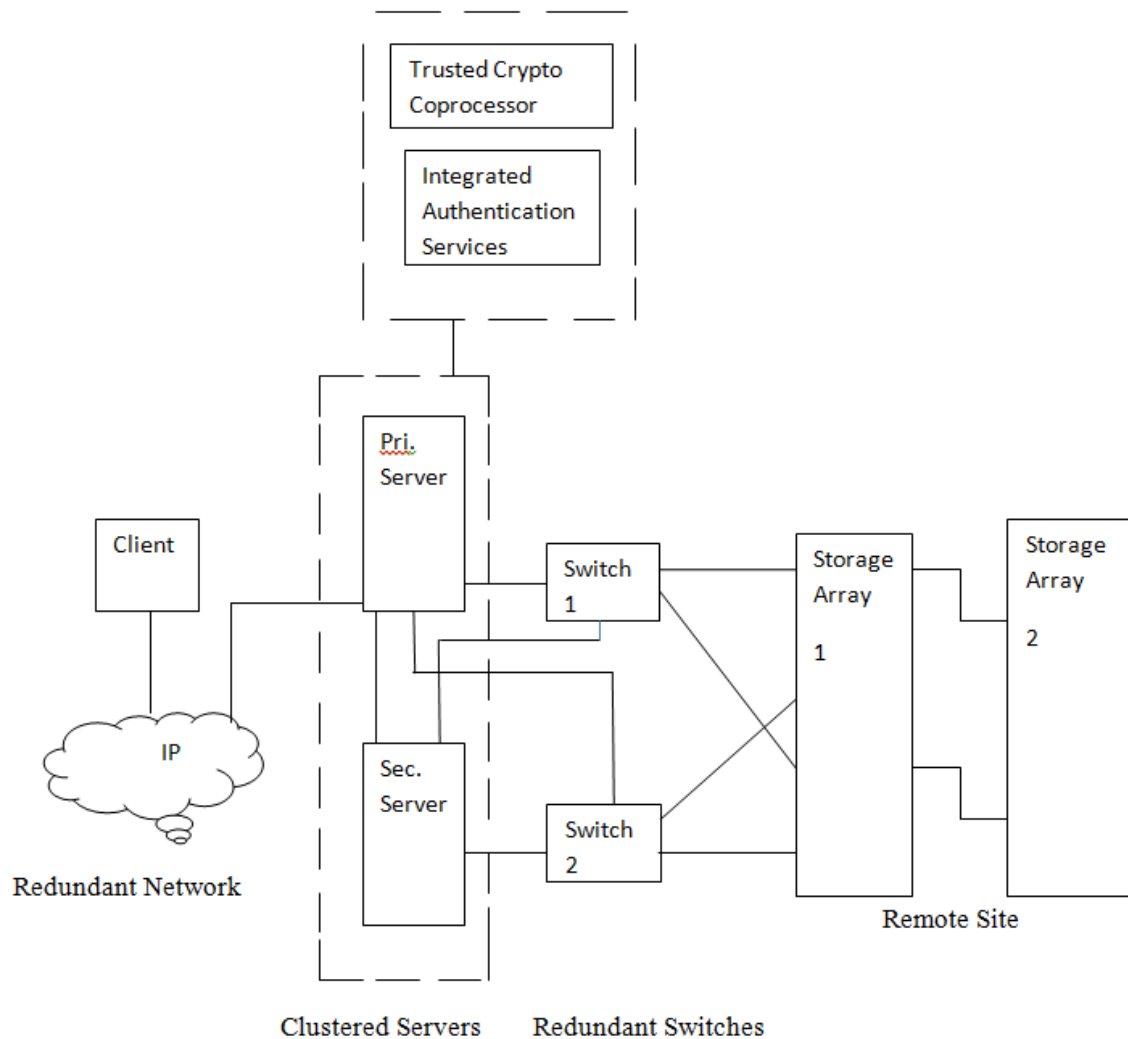 Trusted Crypto
Coprocessor
Integrated
Authentication
Services
Pri.
Server
Client
Switch
1
Storage
Array
1
Storage
Array
2
IP
Sec.
Server
Switch
2
Redundant Network
Remote Site
Clustered Servers
Redundant Switches